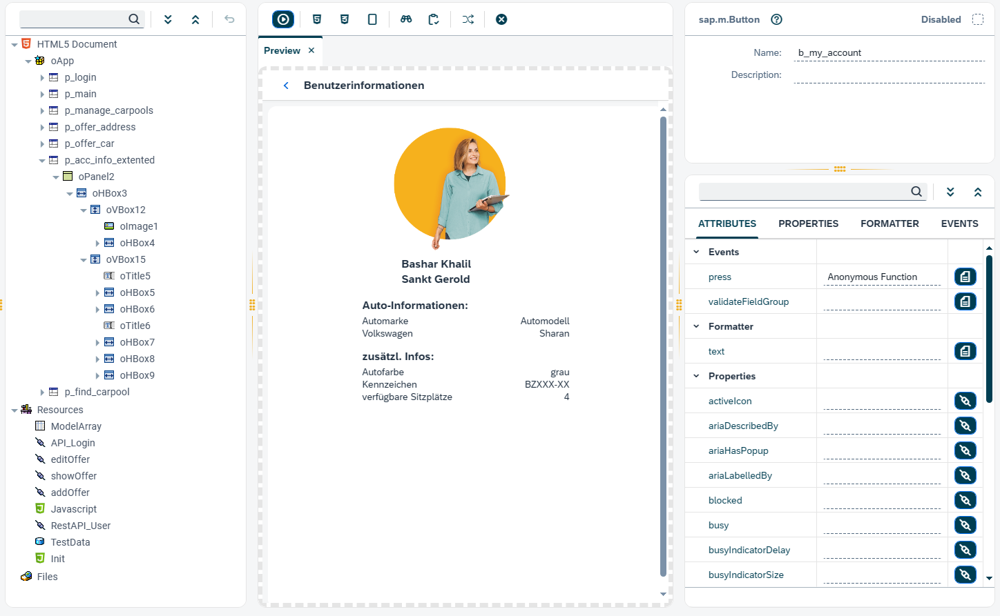 HTML5 Document
oApp
p_login
p_main
p_manage_carpools
p_offer_address
p_offer_car
p_acc_info_extented
oPanel2
oHBox3
oVBox12
oImage1
oHBox4
oVBox15
oTitle5
oHBox5
oHBox6
oTitle6
oHBox7
oHBox8
oHBox9
p_find_carpool
Resources
ModelArray
API_Login
editOffer
showOffer
addOffer
Javascript
RestAPI_User
TestData
Init
Files
Preview
Benutzerinformationen
Bashar Khalil
Sankt Gerold
Auto-Informationen:
Automarke Automodell
Volkswagen Sharan
zusätzl. Infos:
Autofarbe grau
Kennzeichen BZXXX-XX
verfügbare Sitzplätze 4
sap.m.Button Disabled
Name: b_my_account
Description:
ATTRIBUTES PROPERTIES FORMATTER EVENTS
Events
press Anonymous Function
validateFieldGroup
Formatter
text
Properties
activeIcon
ariaDescribedBy
ariaHasPopup
ariaLabelledBy
blocked
busy
busyIndicatorDelay
busyIndicatorSize